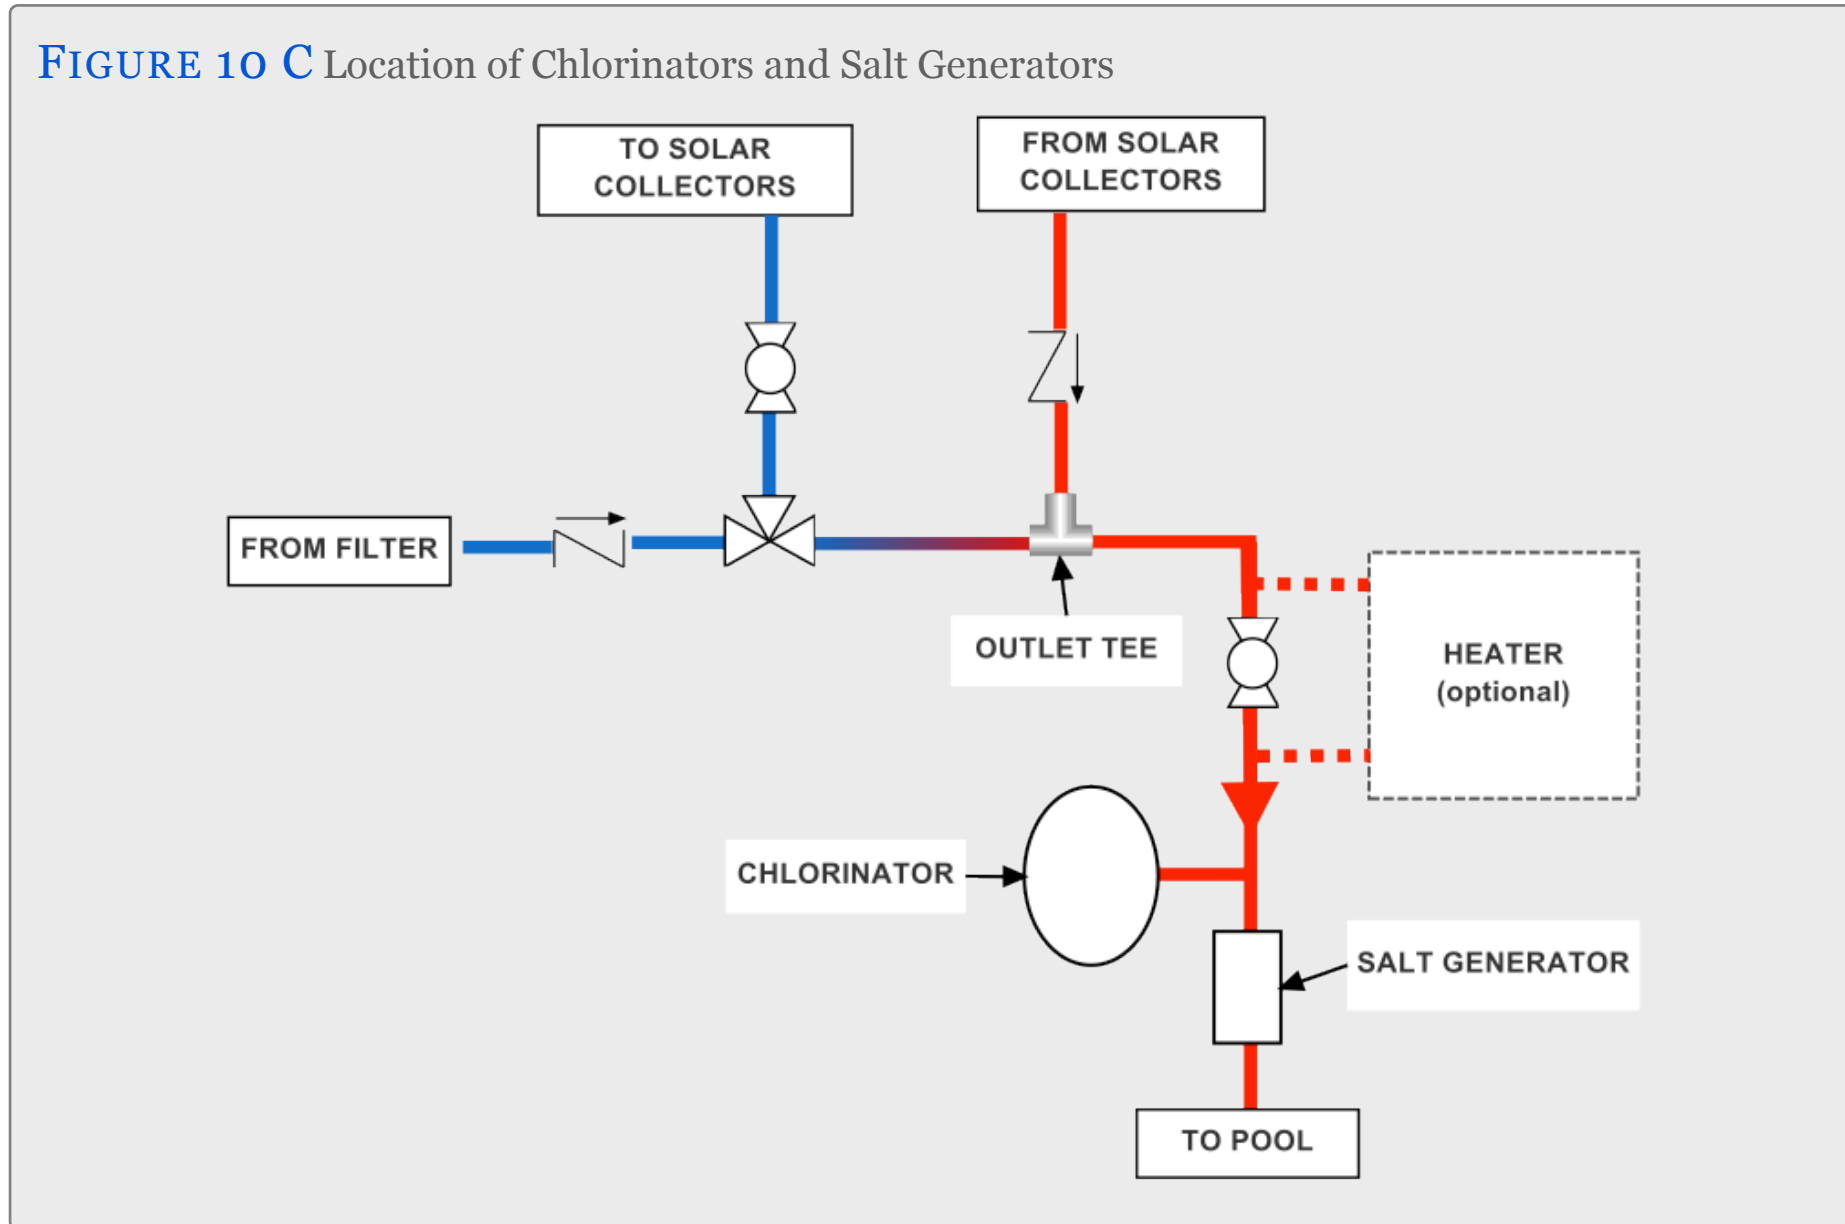 FIGURE 10 C Location of Chlorinators and Salt Generators
TO SOLAR
COLLECTORS
FROM SOLAR
COLLECTORS
FROM FILTER
OUTLET TEE
HEATER
(optional)
CHLORINATOR
SALT GENERATOR
TO POOL